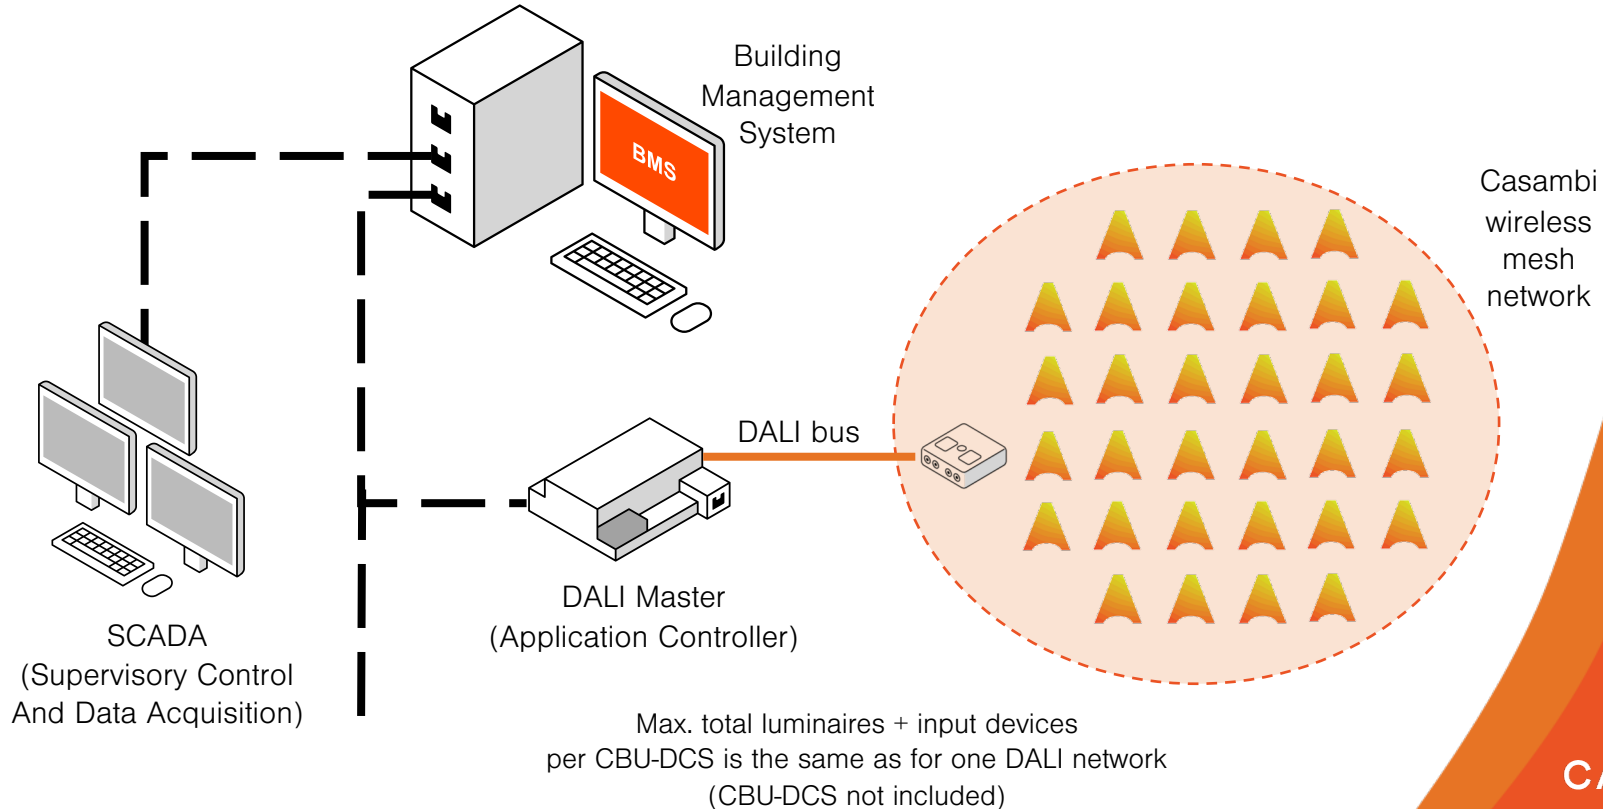 Building
Management
System
BMS
Casambi
wireless
mesh
network
DALI bus
DALI Master
(Application Controller)
SCADA
(Supervisory Control
And Data Acquisition)
Max. total luminaires + input devices
per CBU-DCS is the same as for one DALI network
(CBU-DCS not included)
CA